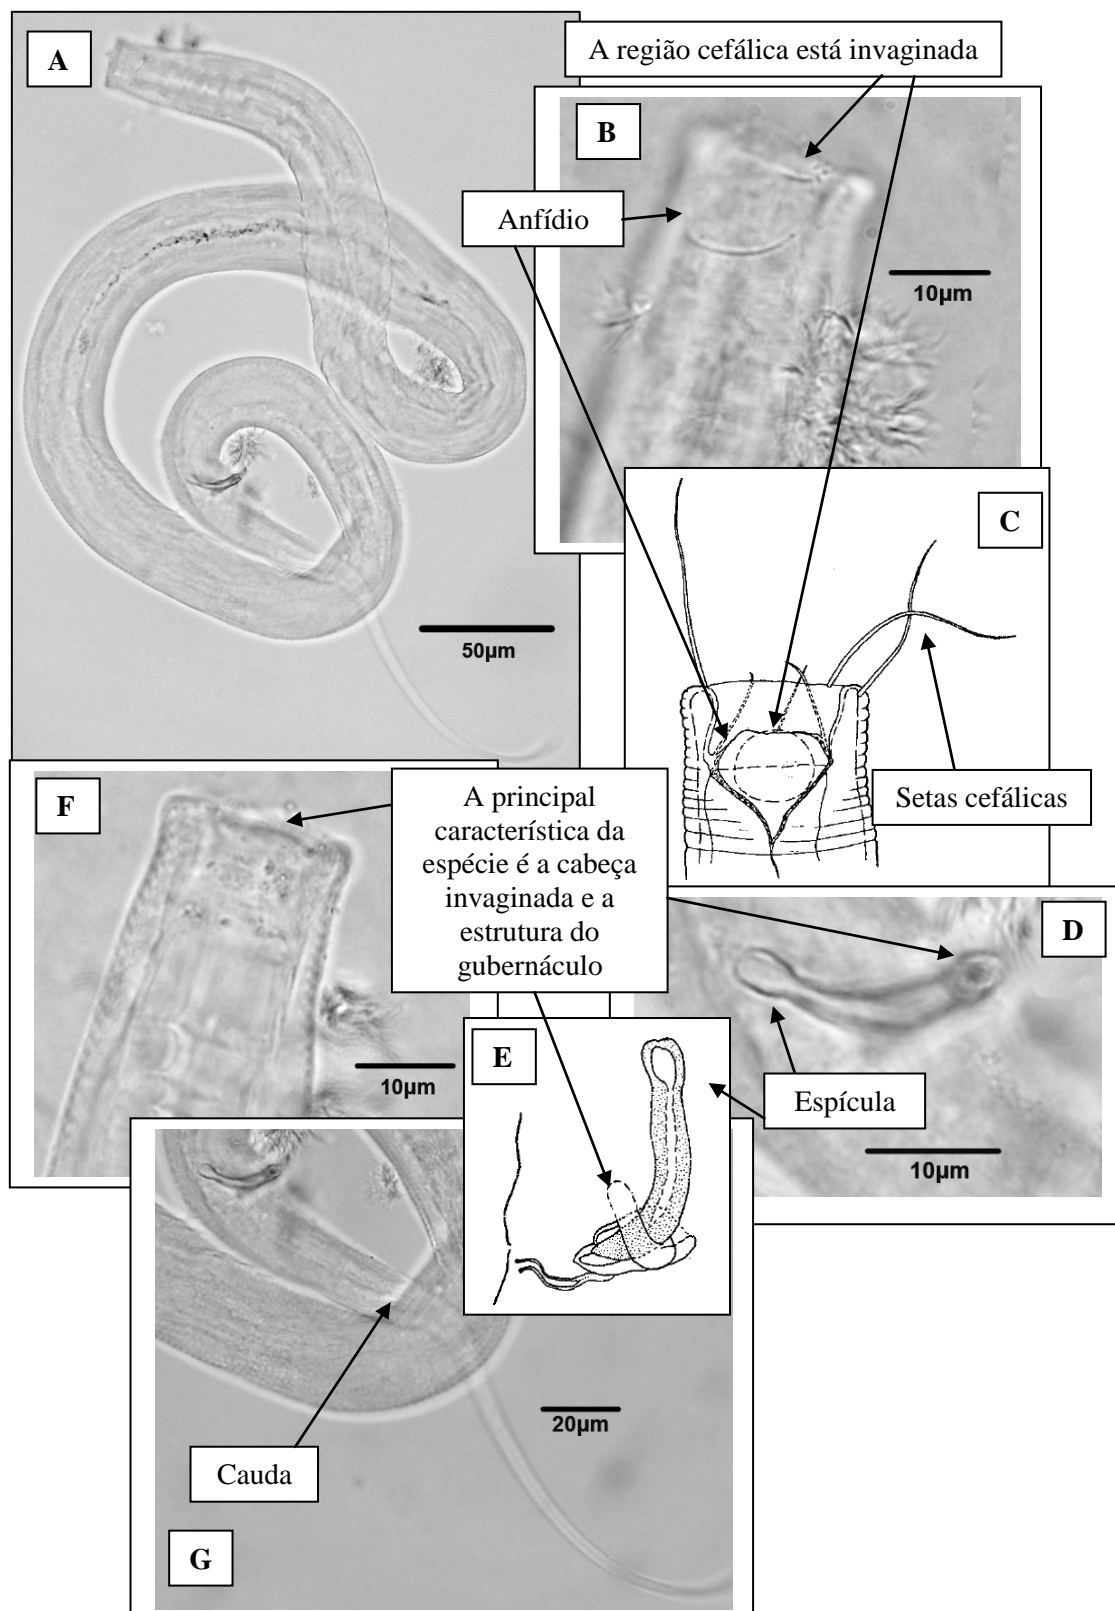 A
A região cefálica está invaginada
B
Anfídio
10µm
C
50µm
Setas cefálicas
F
A principal
característica da
espécie é a cabeça
invaginada e a
estrutura do
gubernáculo
D
10µm
E
Espícula
10µm
20µm
Cauda
G